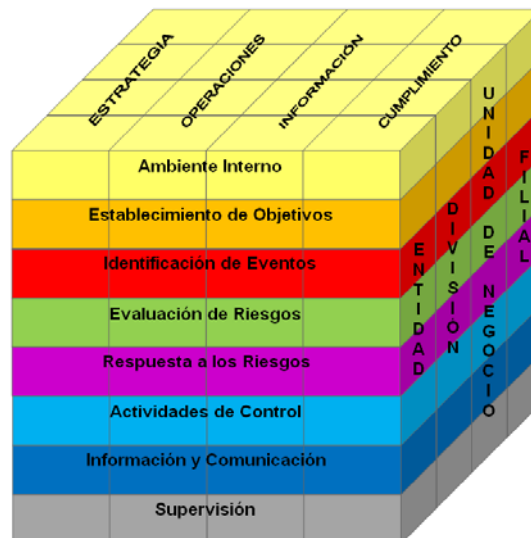 ESTRATEGIA
OPERACIONES
INFORMACIÓN
CUMPLIMIENTO
Ambiente Interno
Establecimiento de Objetivos
Identificación de Eventos
Evaluación de Riesgos
Respuesta a los Riesgos
Actividades de Control
Información y Comunicación
Supervisión
ENTIDAD
DIVISIÓN
UNIDAD DE NEGOCIO
FILIAL